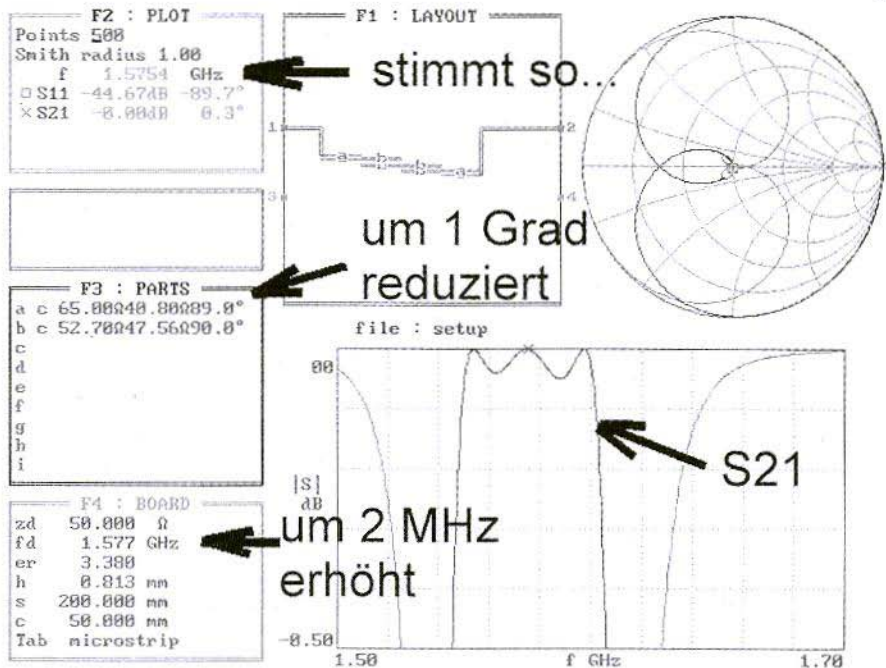 F2 : PLOT
Points 500
Smith radius 1.00
f 1.5754 GHz
□ S11 -44.67dB -89.7°
× S21 -0.00dB 0.3°
F1 : LAYOUT
1
2
3
4
a
b
b
a
stimmt so...
um 1 Grad
reduziert
F3 : PARTS
a c 65.00Ω40.80Ω89.0°
b c 52.70Ω47.56Ω90.0°
c
d
e
f
g
h
i
F4 : BOARD
zd 50.000 Ω
fd 1.577 GHz
er 3.380
h 0.813 mm
s 200.000 mm
c 50.000 mm
Tab microstrip
um 2 MHz
erhöht
file : setup
00
|S|
dB
-0.50
S21
1.50 f GHz 1.70